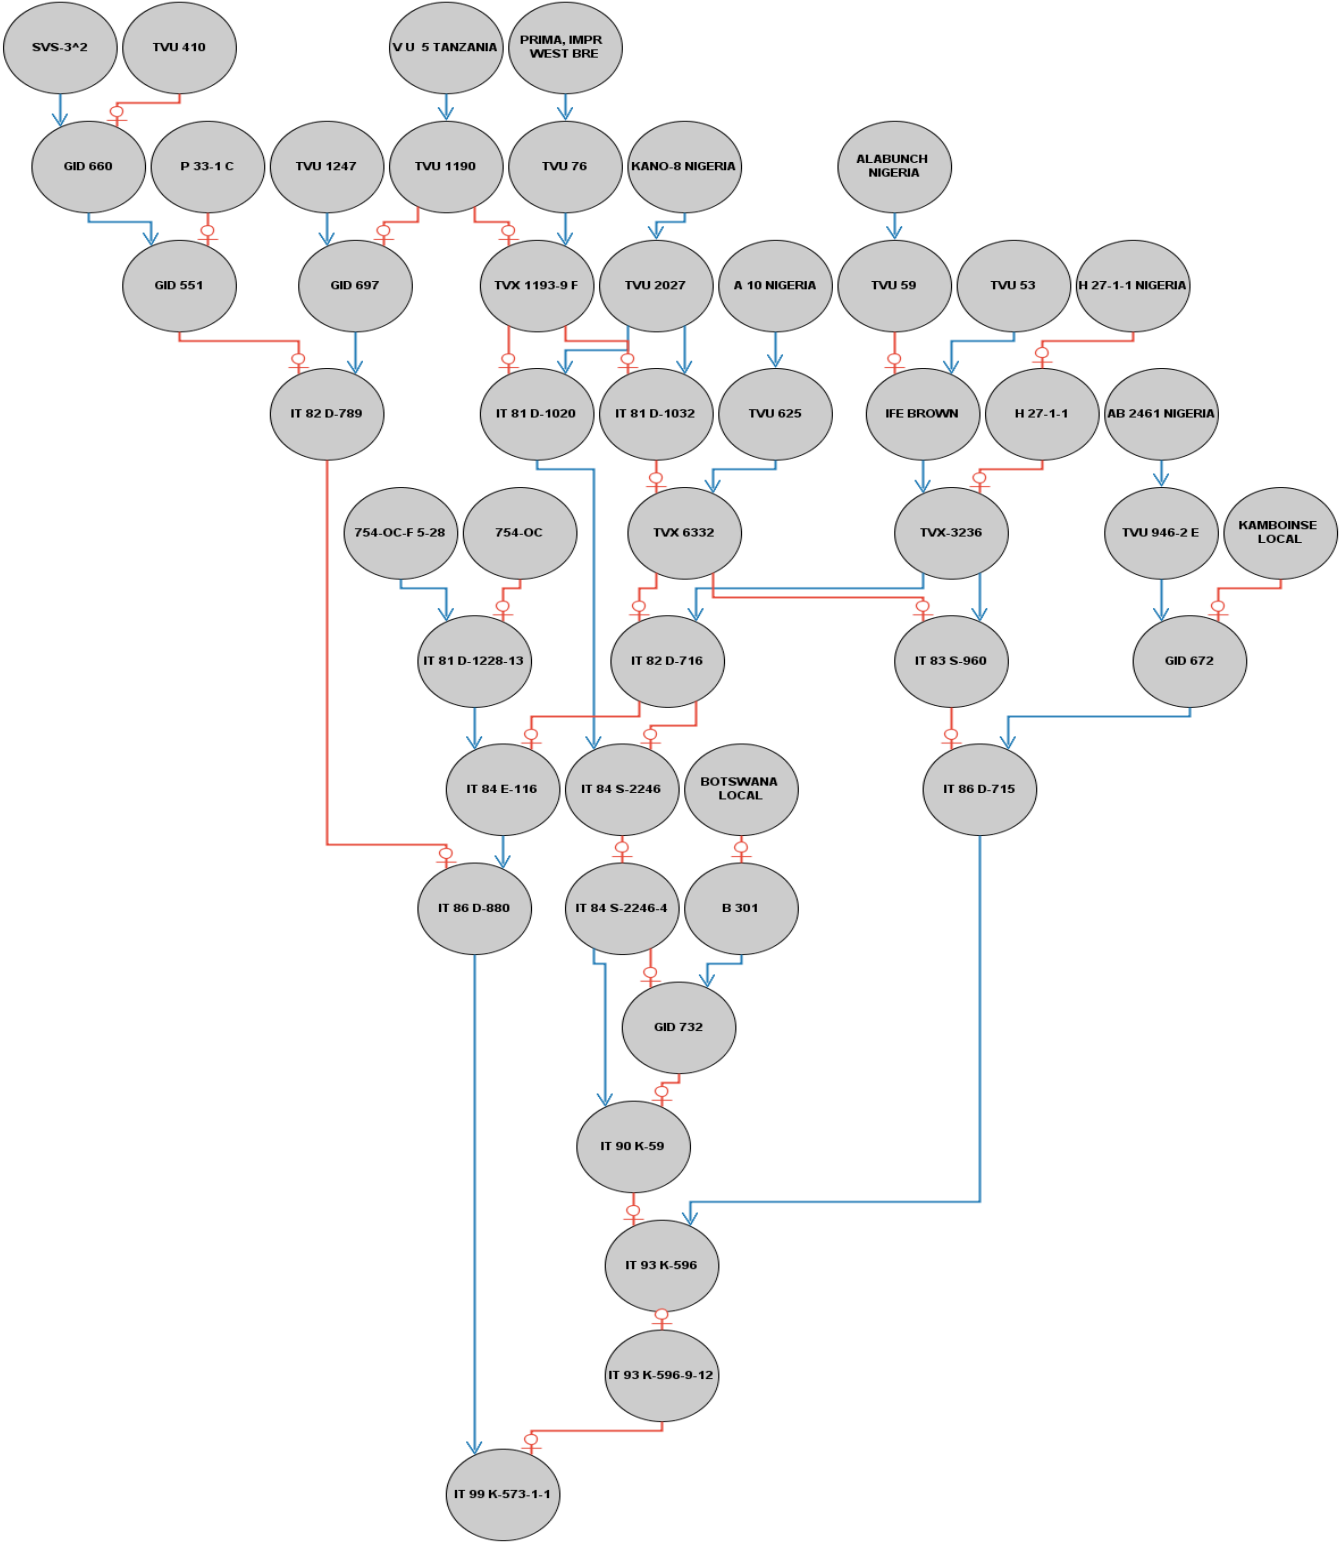 SVS-3^2
TVU 410
V U  5 TANZANIA
PRIMA, IMPR
WEST BRE
GID 660
P 33-1 C
TVU 1247
TVU 1190
TVU 76
KANO-8 NIGERIA
ALABUNCH
NIGERIA
GID 551
GID 697
TVX 1193-9 F
TVU 2027
A 10 NIGERIA
TVU 59
TVU 53
H 27-1-1 NIGERIA
IT 82 D-789
IT 81 D-1020
IT 81 D-1032
TVU 625
IFE BROWN
H 27-1-1
AB 2461 NIGERIA
754-OC-F 5-28
754-OC
TVX 6332
TVX-3236
TVU 946-2 E
KAMBOINSE
LOCAL
IT 81 D-1228-13
IT 82 D-716
IT 83 S-960
GID 672
IT 84 E-116
IT 84 S-2246
BOTSWANA
LOCAL
IT 86 D-715
IT 86 D-880
IT 84 S-2246-4
B 301
GID 732
IT 90 K-59
IT 93 K-596
IT 93 K-596-9-12
IT 99 K-573-1-1